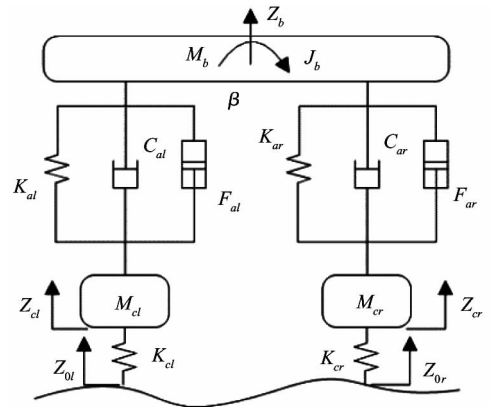 Z_b
M_b
J_b
β
C_al
K_al
F_al
K_ar
C_ar
F_ar
Z_cl
M_cl
M_cr
Z_cr
Z_0l
K_cl
K_cr
Z_0r